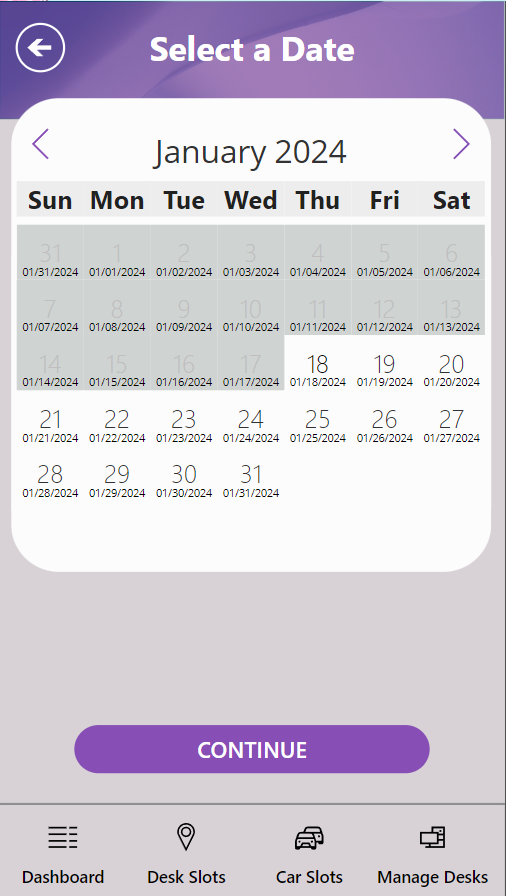 Select a Date
January 2024
Sun Mon Tue Wed Thu Fri Sat
31 1 2 3 4 5 6
01/31/2024 01/01/2024 01/02/2024 01/03/2024 01/04/2024 01/05/2024 01/06/2024
7 8 9 10 11 12 13
01/07/2024 01/08/2024 01/09/2024 01/10/2024 01/11/2024 01/12/2024 01/13/2024
14 15 16 17 18 19 20
01/14/2024 01/15/2024 01/16/2024 01/17/2024 01/18/2024 01/19/2024 01/20/2024
21 22 23 24 25 26 27
01/21/2024 01/22/2024 01/23/2024 01/24/2024 01/25/2024 01/26/2024 01/27/2024
28 29 30 31
01/28/2024 01/29/2024 01/30/2024 01/31/2024
CONTINUE
Dashboard Desk Slots Car Slots Manage Desks